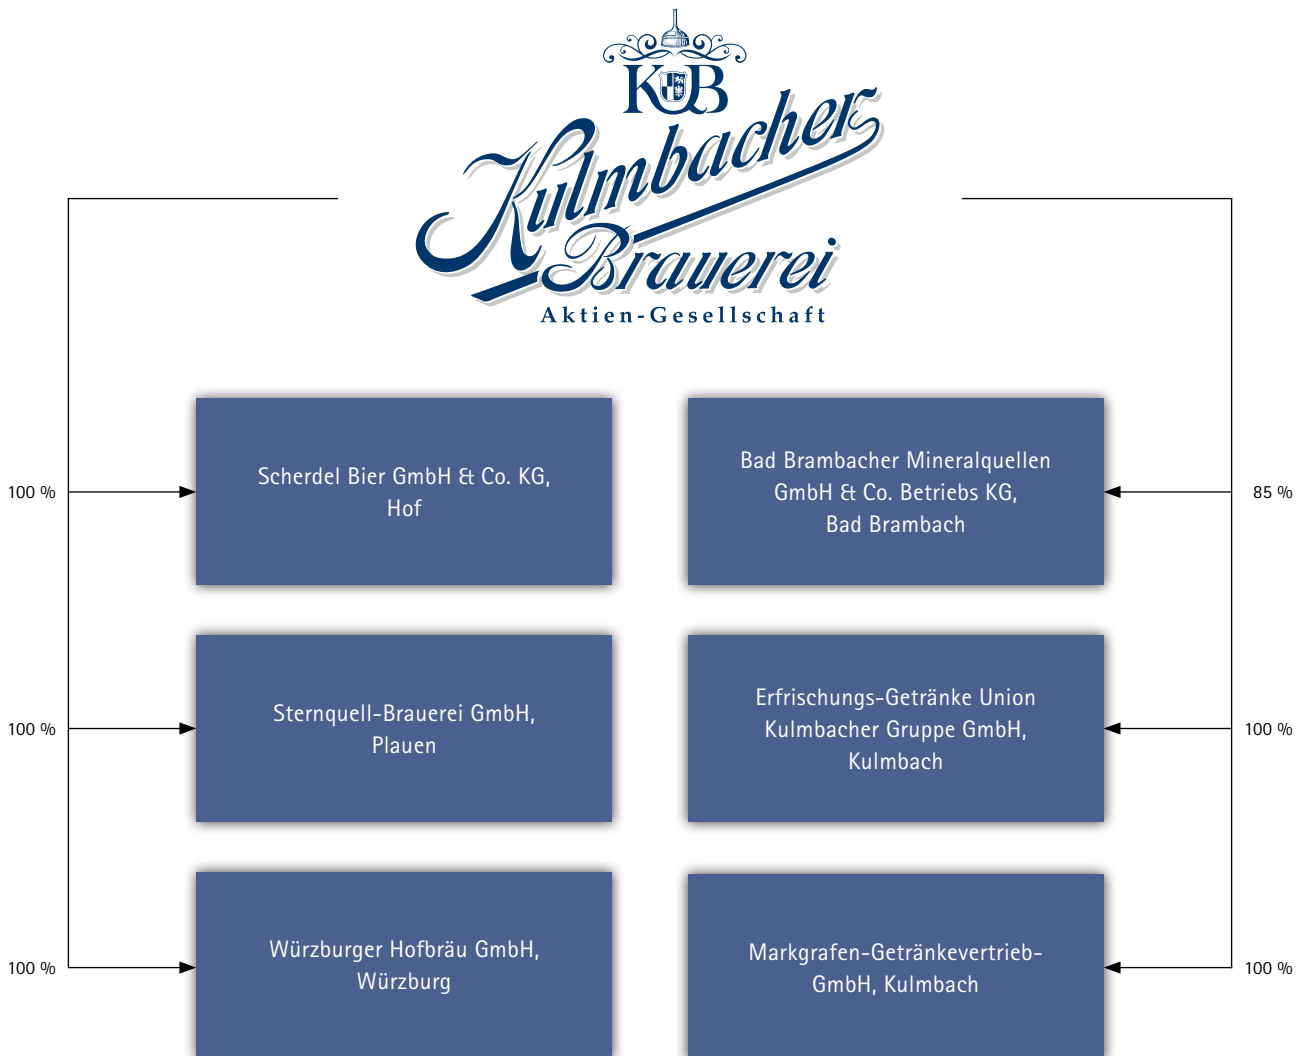 KB
Kulmbacher
Brauerei
Aktien-Gesellschaft
100 %
Scherdel Bier GmbH & Co. KG,
Hof
Bad Brambacher Mineralquellen
GmbH & Co. Betriebs KG,
Bad Brambach
85 %
100 %
Sternquell-Brauerei GmbH,
Plauen
Erfrischungs-Getränke Union
Kulmbacher Gruppe GmbH,
Kulmbach
100 %
100 %
Würzburger Hofbräu GmbH,
Würzburg
Markgrafen-Getränkevertrieb-
GmbH, Kulmbach
100 %